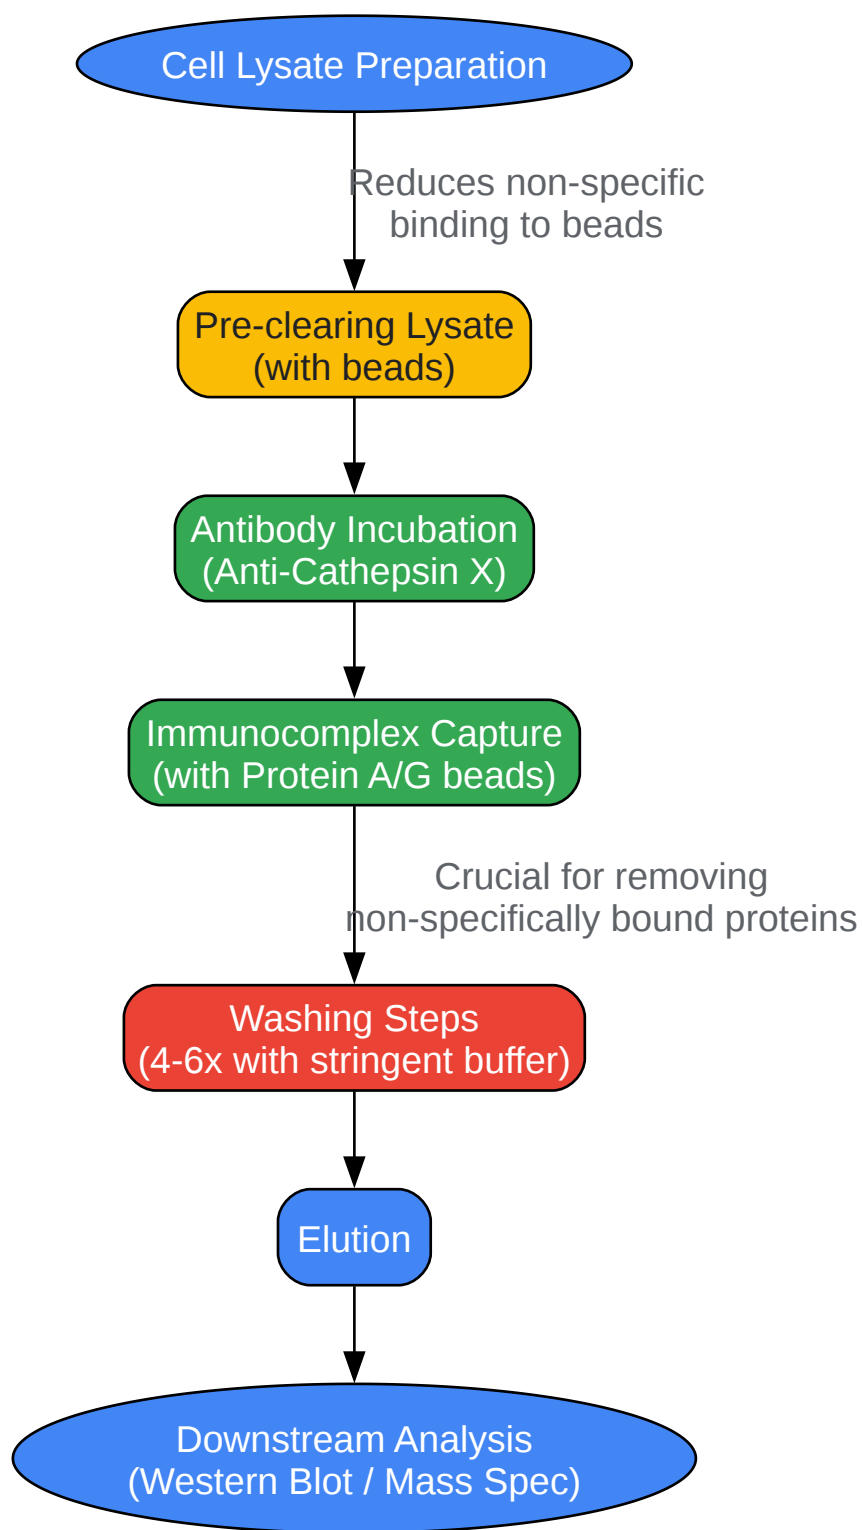 Cell Lysate Preparation
Reduces non-specific
binding to beads
Pre-clearing Lysate
(with beads)
Antibody Incubation
(Anti-Cathepsin X)
Immunocomplex Capture
(with Protein A/G beads)
Crucial for removing
non-specifically bound proteins
Washing Steps
(4-6x with stringent buffer)
Elution
Downstream Analysis
(Western Blot / Mass Spec)